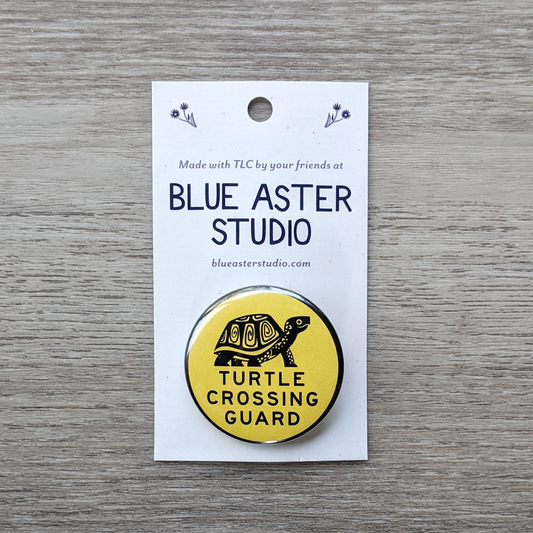 Made with TLC by your friends at
BLUE ASTER
STUDIO
blueasterstudio.com
TURTLE
CROSSING
GUARD